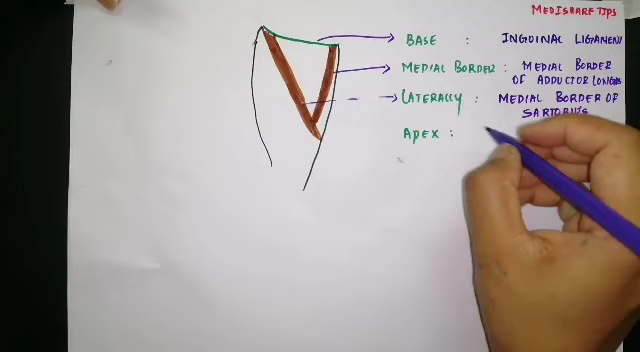 MEDISHARE TIPS
BASE : INGUINAL LIGAMENT
MEDIAL BORDER : MEDIAL BORDER
OF ADDUCTOR LONGUS
LATERALLY : MEDIAL BORDER OF
SARTORIUS
APEX :